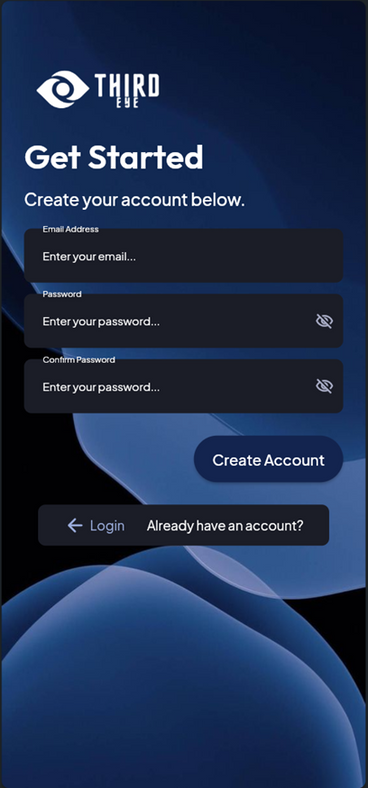 THIRD
EYE
Get Started
Create your account below.
Email Address
Enter your email...
Password
Enter your password...
Confirm Password
Enter your password...
Create Account
Login Already have an account?